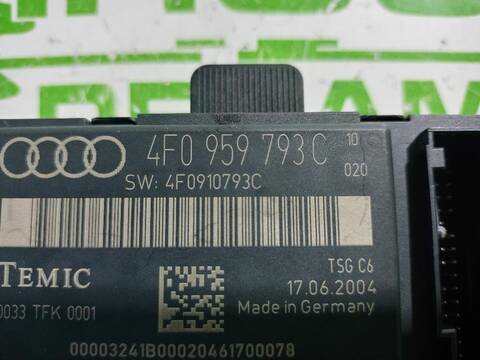 4F0 959 793 C 10
020
SW: 4F0910793C
TEMIC
TSG C6
17.06.2004
0033 TFK 0001
Made in Germany
00003241B00020461700078